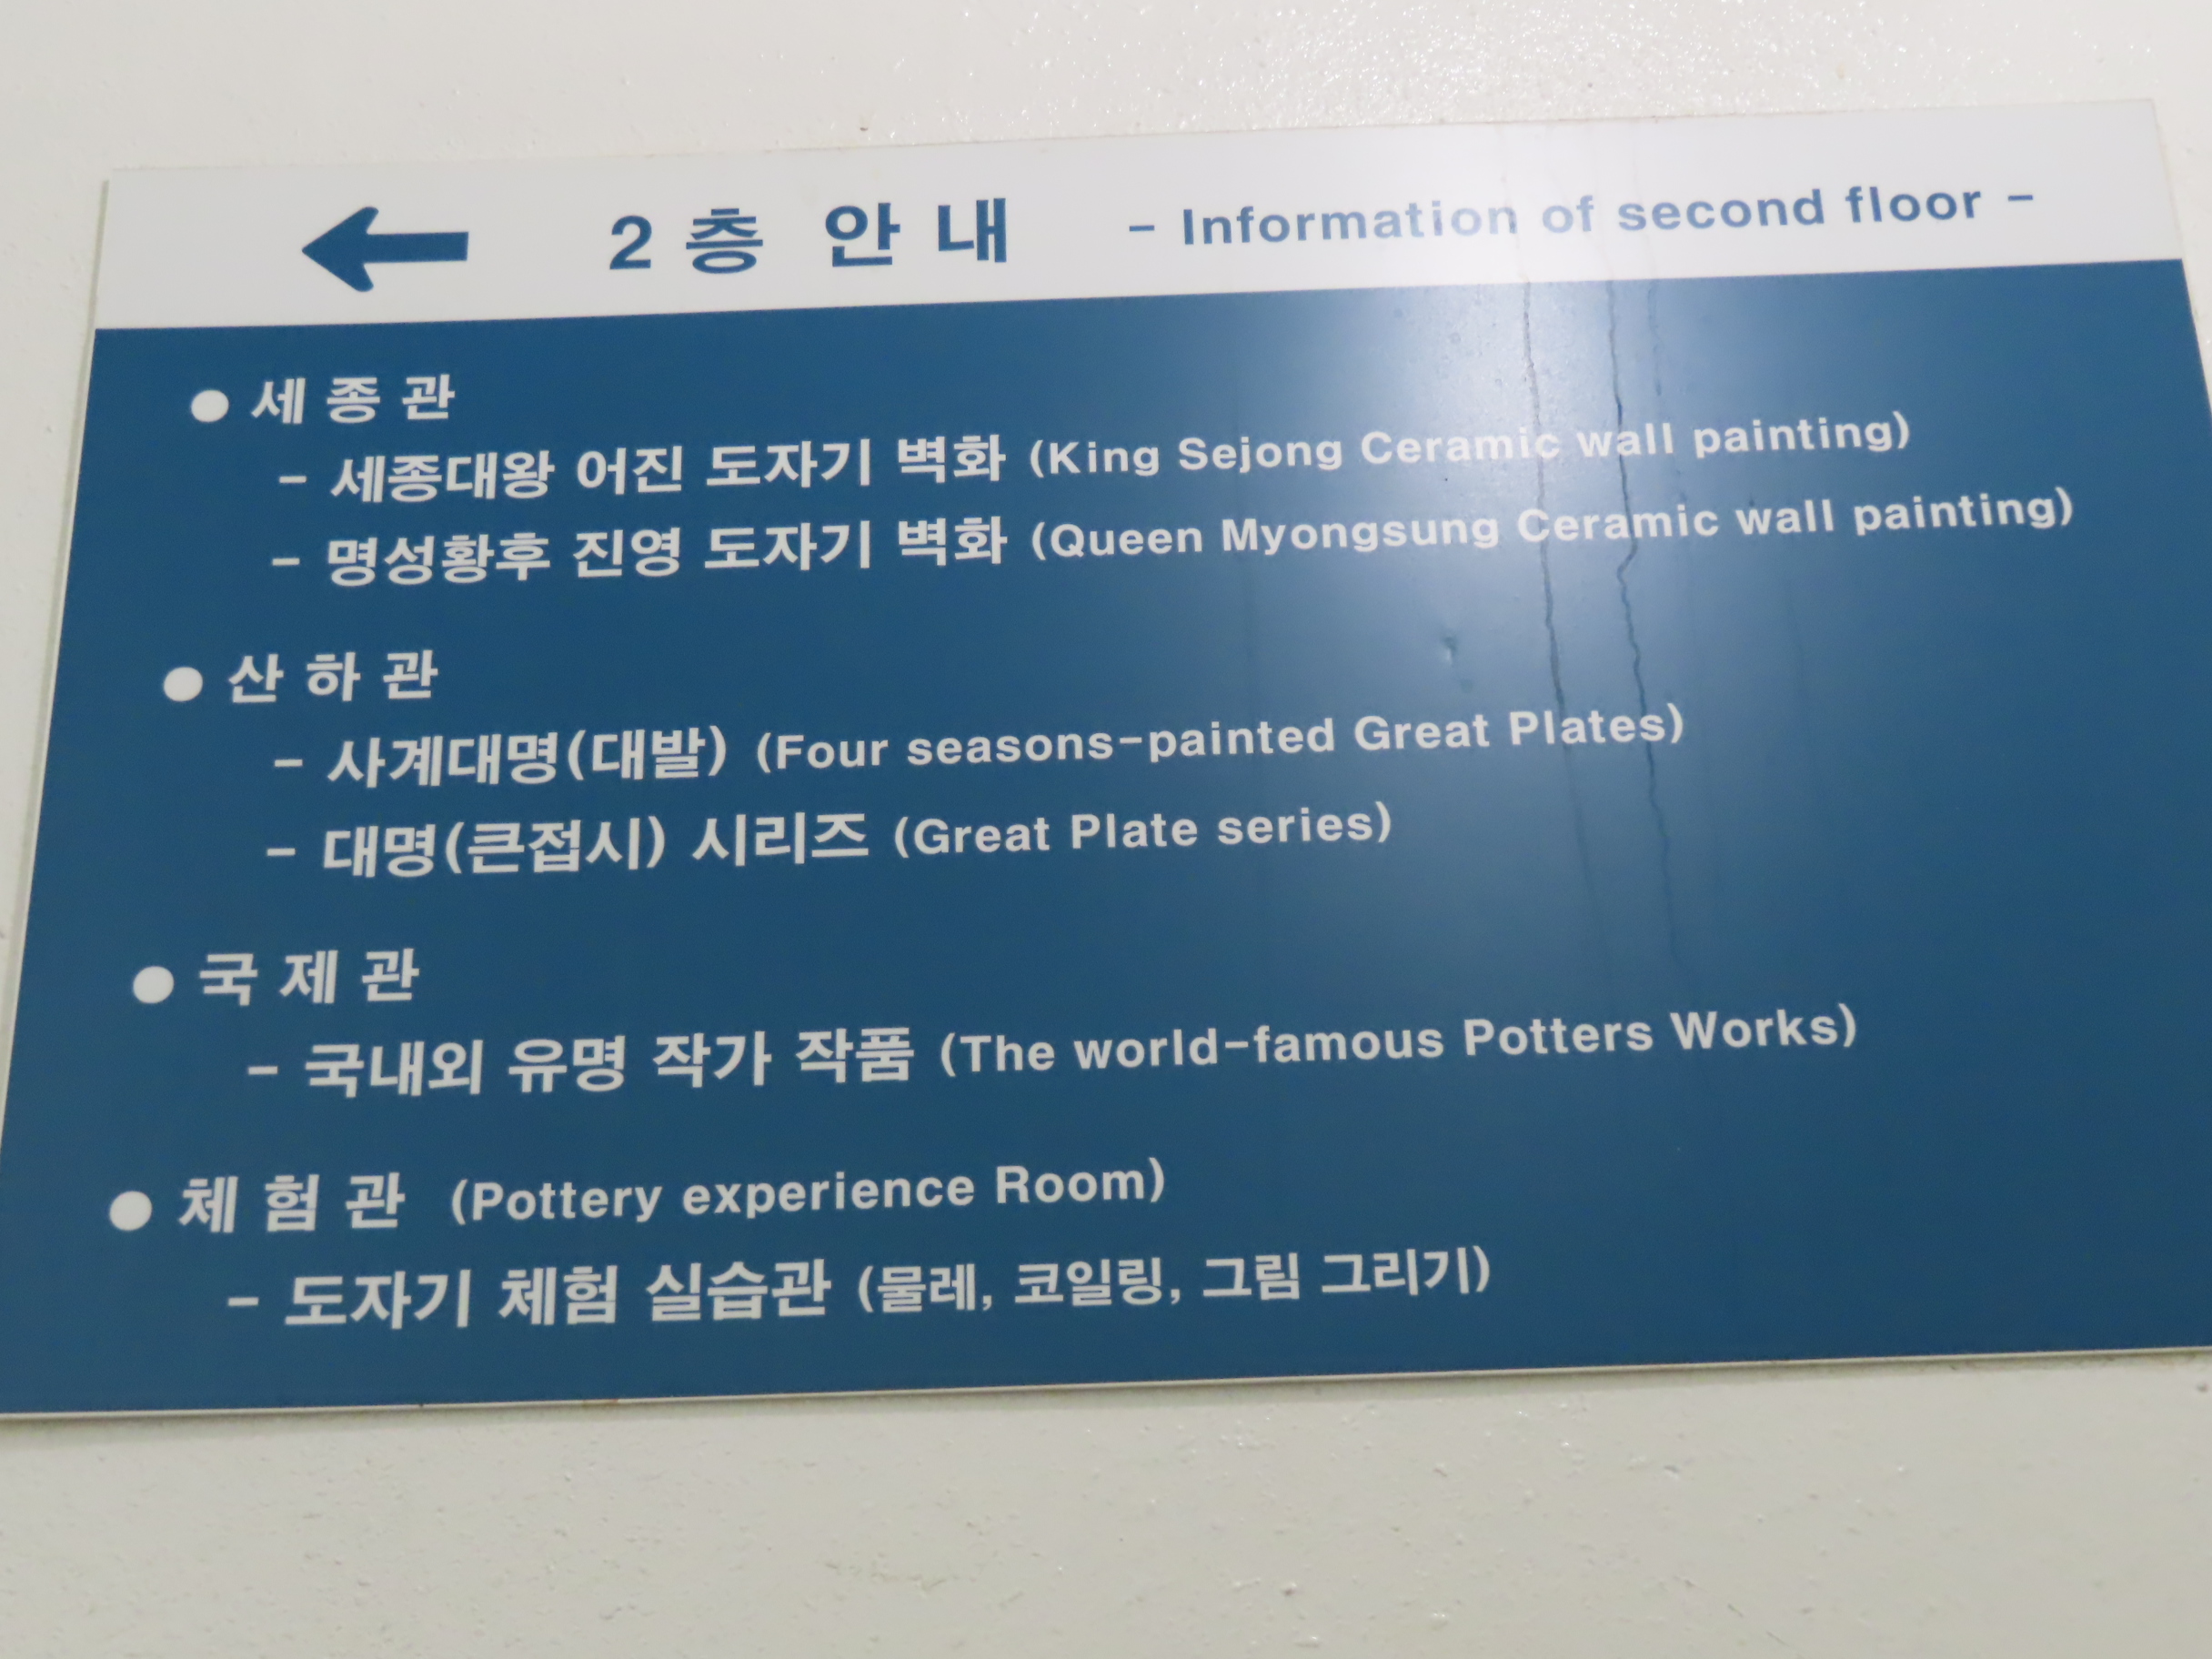 2층 안내 - Information of second floor -
● 세종관
- 세종대왕 어진 도자기 벽화 (King Sejong Ceramic wall painting)
- 명성황후 진영 도자기 벽화 (Queen Myongsung Ceramic wall painting)
● 산하관
- 사계대명(대발) (Four seasons-painted Great Plates)
- 대명(큰접시) 시리즈 (Great Plate series)
● 국제관
- 국내외 유명 작가 작품 (The world-famous Potters Works)
● 체험관 (Pottery experience Room)
- 도자기 체험 실습관 (물레, 코일링, 그림 그리기)